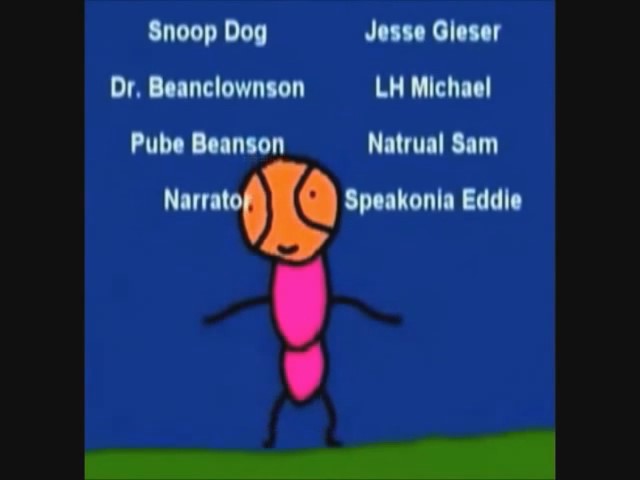 Snoop Dog Jesse Gieser
Dr. Beanclownson LH Michael
Pube Beanson Natrual Sam
Narrator Speakonia Eddie